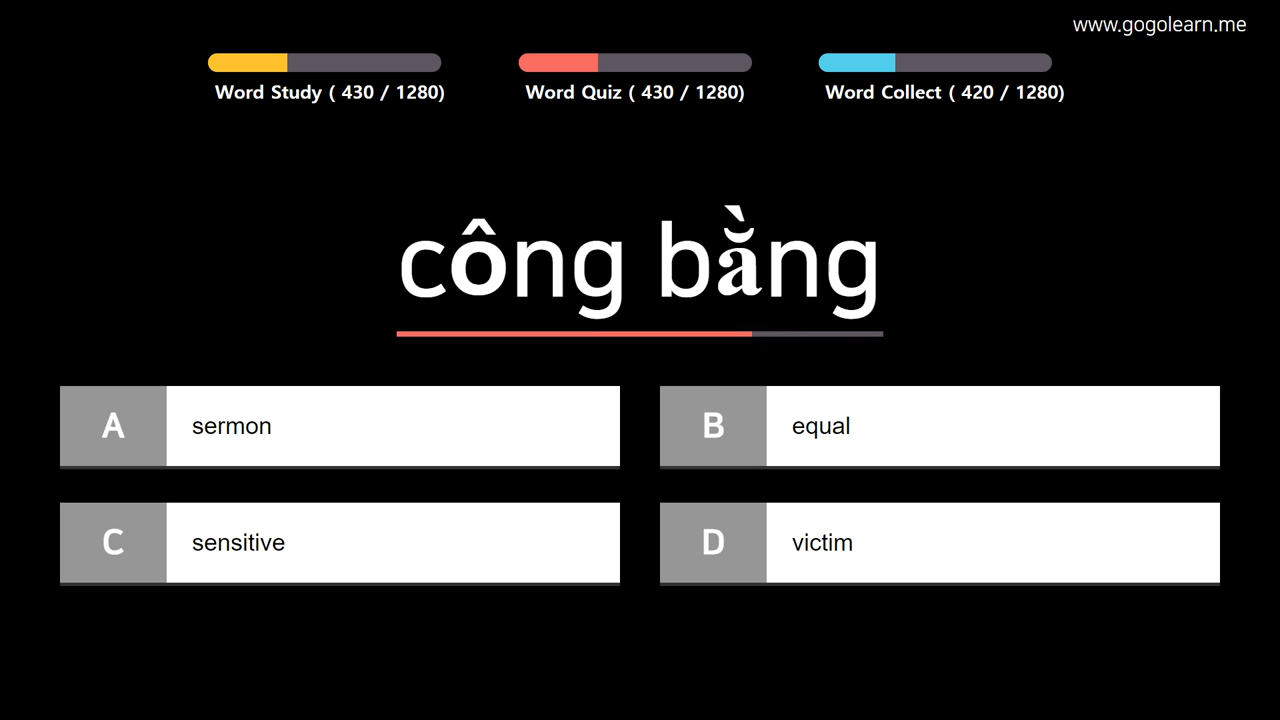 www.gogolearn.me
Word Study ( 430 / 1280)
Word Quiz ( 430 / 1280)
Word Collect ( 420 / 1280)
công bằng
A sermon
B equal
C sensitive
D victim